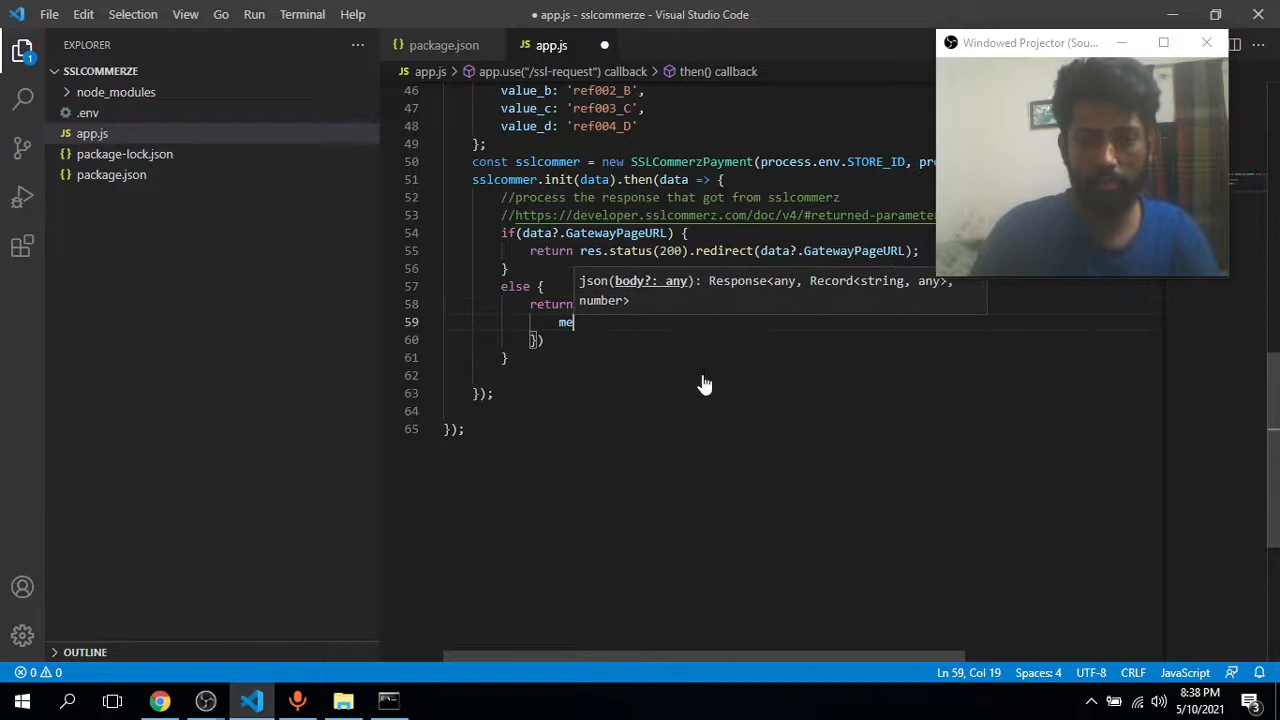 File Edit Selection View Go Run Terminal Help
● app.js - sslcommerze - Visual Studio Code
EXPLORER
SSLCOMMERZE
node_modules
.env
app.js
package-lock.json
package.json
OUTLINE
1
package.json
app.js
Windowed Projector (Sou...
app.js > app.use("/ssl-request") callback > then() callback
46 value_b: 'ref002_B',
47 value_c: 'ref003_C',
48 value_d: 'ref004_D'
49 };
50 const sslcommer = new SSLCommerzPayment(process.env.STORE_ID, pr
51 sslcommer.init(data).then(data => {
52 //process the response that got from sslcommerz
53 //https://developer.sslcommerz.com/doc/v4/#returned-parameter
54 if(data?.GatewayPageURL) {
55 return res.status(200).redirect(data?.GatewayPageURL);
56 }
57 else {
json(body?: any): Response<any, Record<string, any>,
number>
58 return
59 me
60 })
61 }
62
63 });
64
65 });
0 0
Ln 59, Col 19 Spaces: 4 UTF-8 CRLF JavaScript
8:38 PM
5/10/2021
3